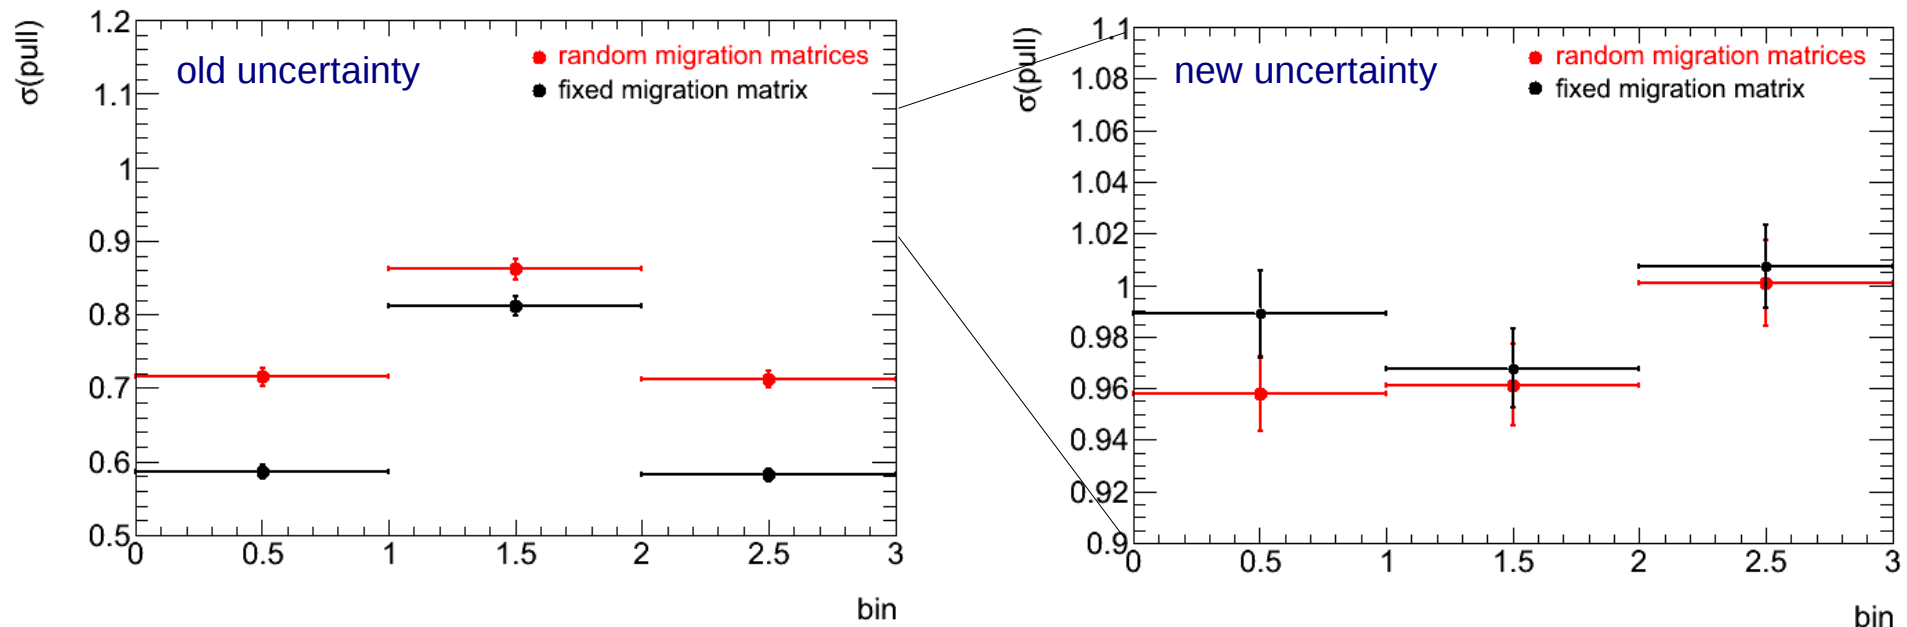 σ(pull)
old uncertainty
random migration matrices
fixed migration matrix
1.2
1.1
1
0.9
0.8
0.7
0.6
0.5
0 0.5 1 1.5 2 2.5 3
bin
σ(pull)
new uncertainty
random migration matrices
fixed migration matrix
1.1
1.08
1.06
1.04
1.02
1
0.98
0.96
0.94
0.92
0.9
0 0.5 1 1.5 2 2.5 3
bin